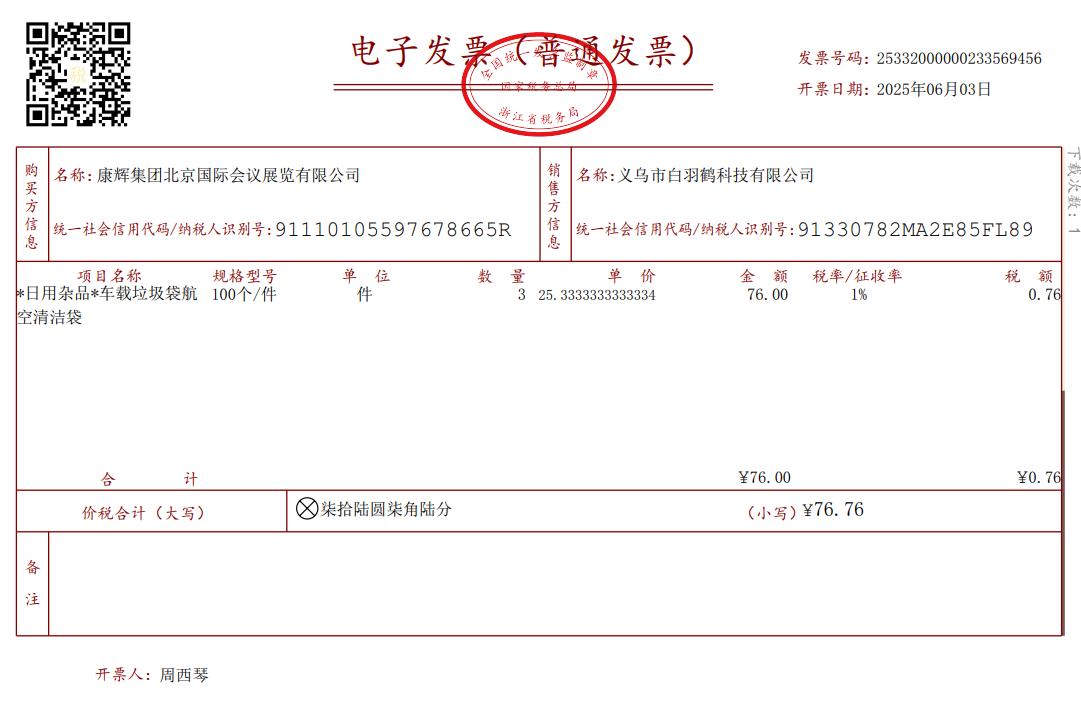 电子发票（普通发票）
全国统一发票监制章
国家税务总局
浙江省税务局
发票号码：25332000000233569456
开票日期：2025年06月03日
下载次数：1
购买方信息
名称：康辉集团北京国际会议展览有限公司
统一社会信用代码/纳税人识别号：91110105597678665R
销售方信息
名称：义乌市白羽鹤科技有限公司
统一社会信用代码/纳税人识别号：91330782MA2E85FL89
项目名称 规格型号 单 位 数 量 单 价 金 额 税率/征收率 税 额
*日用杂品*车载垃圾袋航 100个/件 件 3 25.3333333333334 76.00 1% 0.76
空清洁袋
合 计 ¥76.00 ¥0.76
价税合计（大写） 柒拾陆圆柒角陆分 （小写）¥76.76
备注
开票人：周西琴